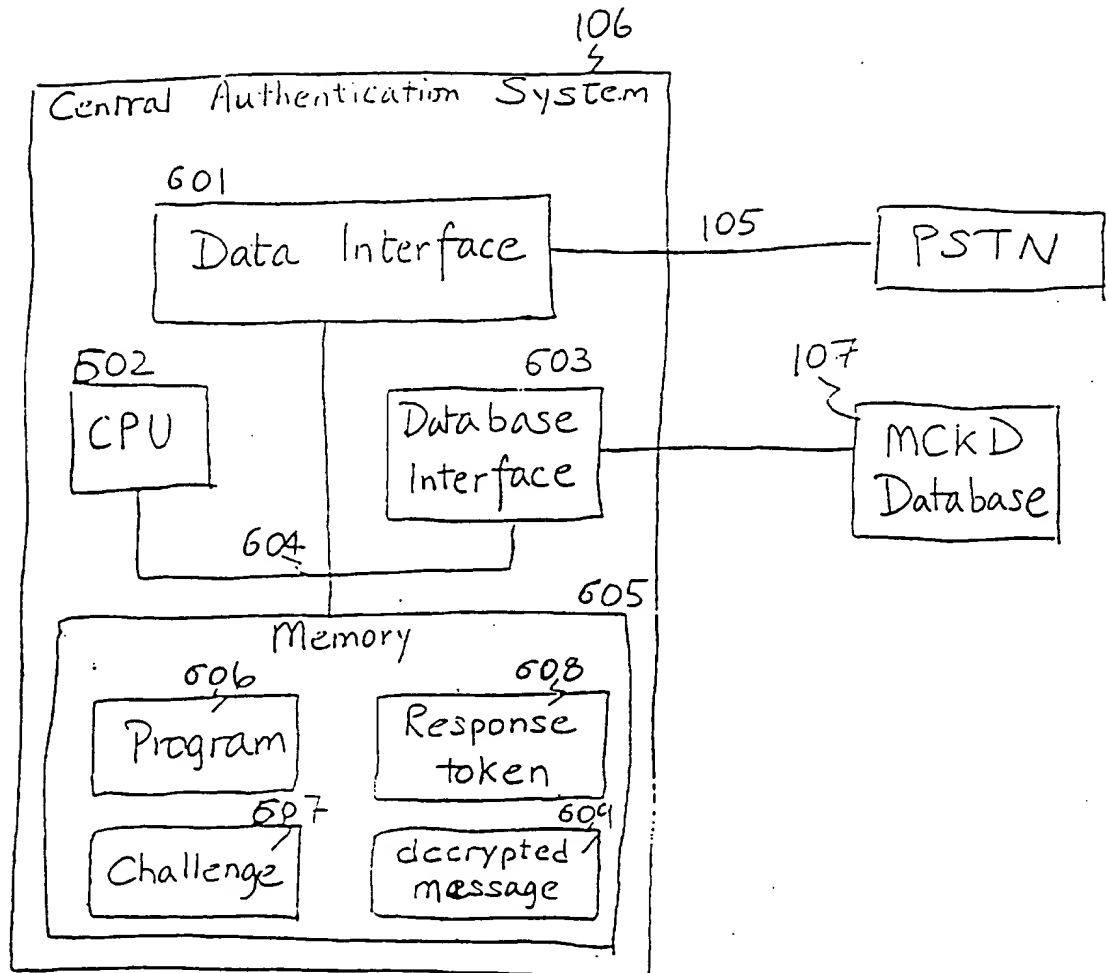 106
Central Authentication System
601
Data Interface
105
PSTN
602
CPU
603
Database
Interface
107
MCKD
Database
604
605
Memory
606
Program
608
Response
token
607
Challenge
609
decrypted
message